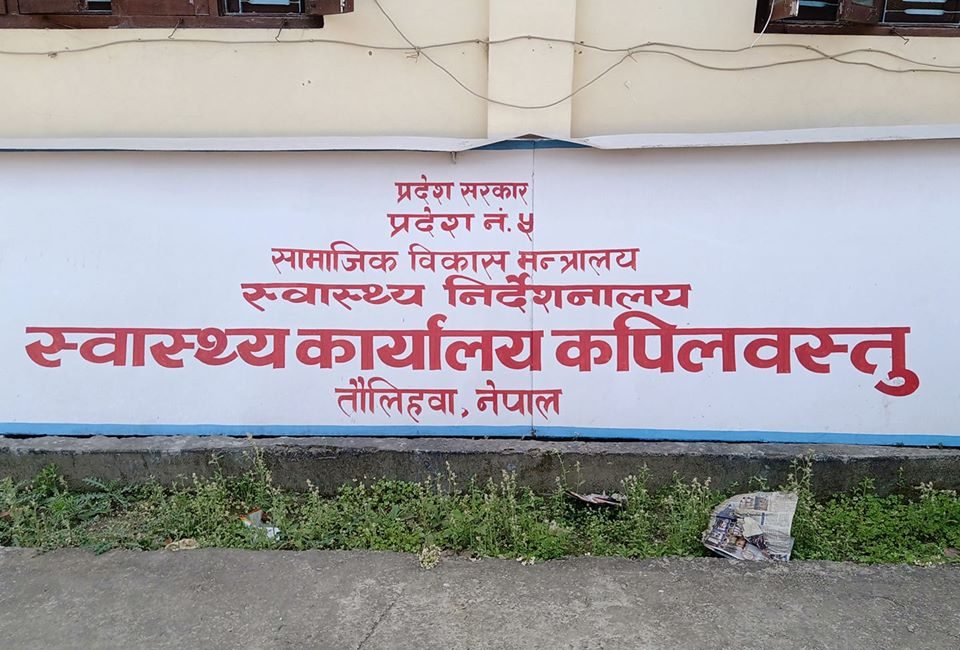 प्रदेश सरकार
प्रदेश नं. ५
सामाजिक विकास मन्त्रालय
स्वास्थ्य निर्देशनालय
स्वास्थ्य कार्यालय कपिलवस्तु
तौलिहवा, नेपाल